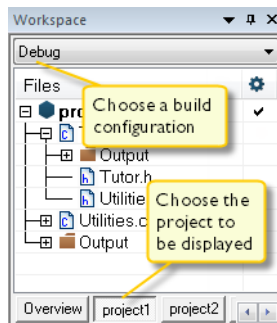 Workspace
Debug
Files
Choose a build
configuration
Output
Tutor.h
Choose the
project to
be displayed
Utilities.c
Output
Overview
project1
project2